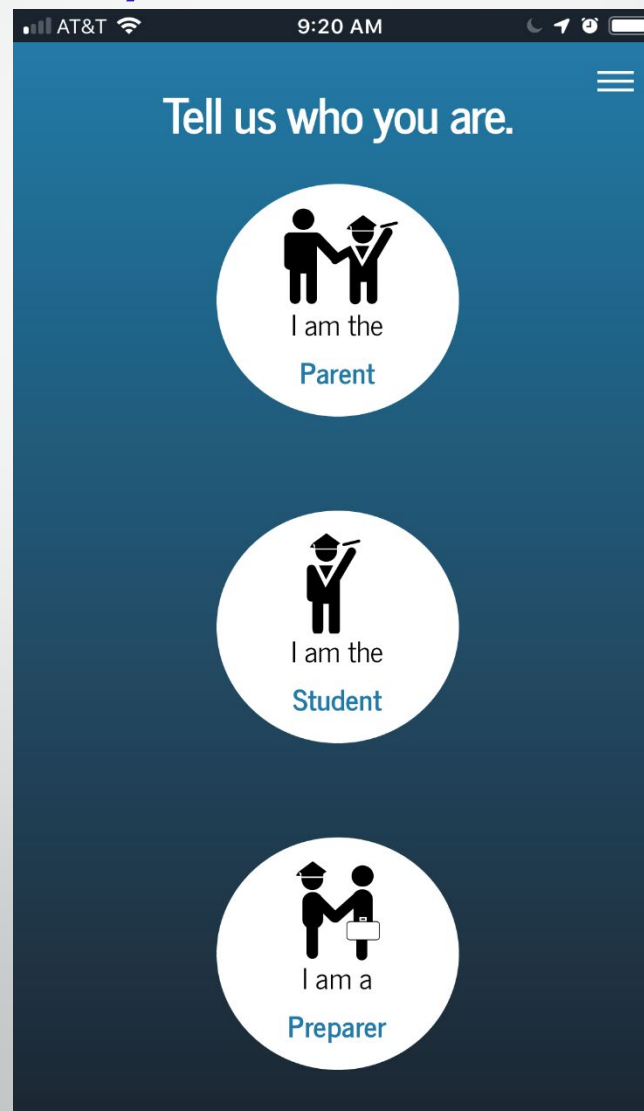 AT&T
9:20 AM
Tell us who you are.
I am the
Parent
I am the
Student
I am a
Preparer